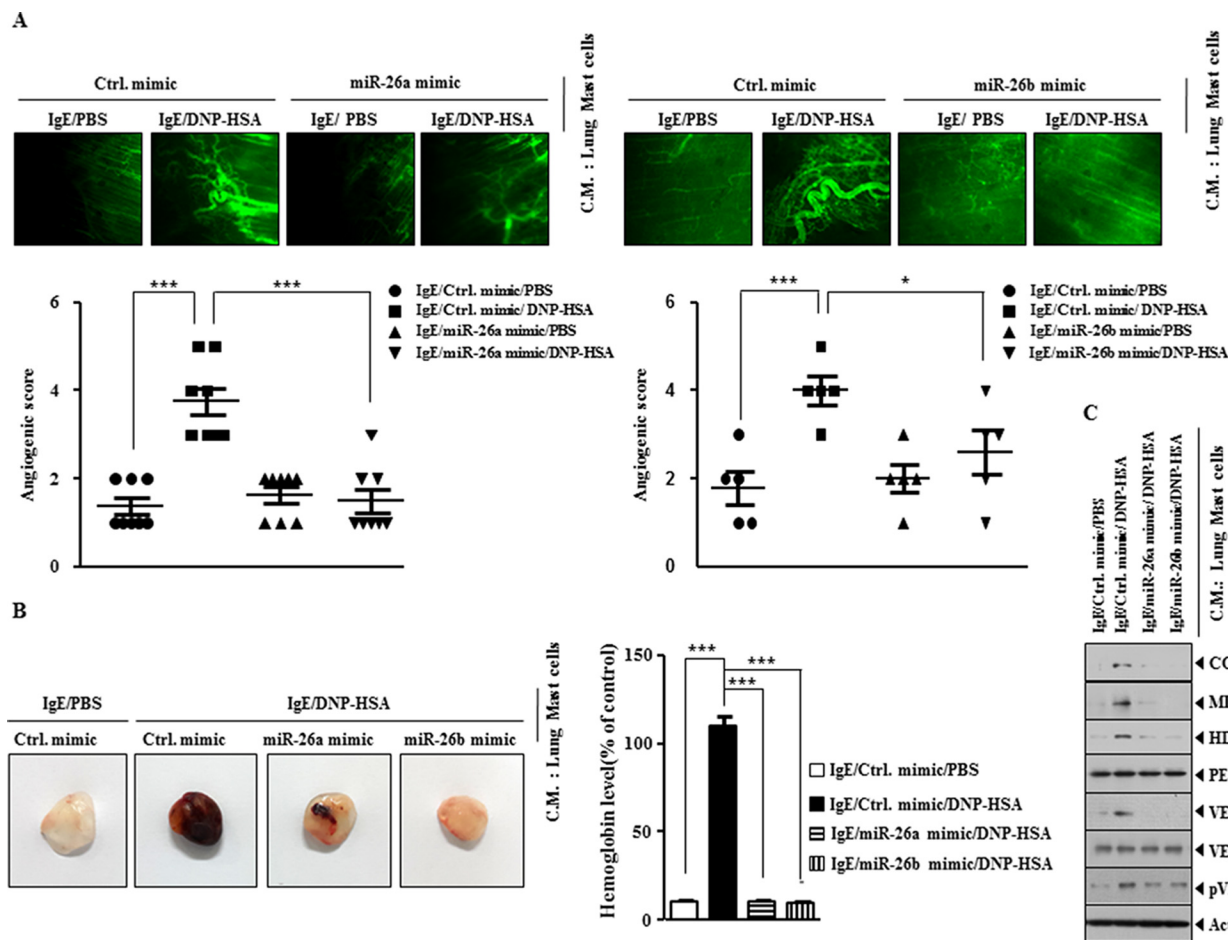 A
Ctrl. mimic
miR-26a mimic
IgE/PBS
IgE/DNP-HSA
IgE/ PBS
IgE/DNP-HSA
C.M. : Lung Mast cells
Ctrl. mimic
miR-26b mimic
IgE/PBS
IgE/DNP-HSA
IgE/ PBS
IgE/DNP-HSA
C.M. : Lung Mast cells
Angiogenic score
6
4
2
0
***
***
IgE/Ctrl. mimic/PBS
IgE/Ctrl. mimic/ DNP-HSA
IgE/miR-26a mimic/PBS
IgE/miR-26a mimic/DNP-HSA
Angiogenic score
6
4
2
0
***
*
IgE/Ctrl. mimic/PBS
IgE/Ctrl. mimic/ DNP-HSA
IgE/miR-26b mimic/PBS
IgE/miR-26b mimic/DNP-HSA
B
IgE/PBS
IgE/DNP-HSA
Ctrl. mimic
Ctrl. mimic
miR-26a mimic
miR-26b mimic
C.M. : Lung Mast cells
Hemoglobin level(% of control)
150
100
50
0
***
***
***
IgE/Ctrl. mimic/PBS
IgE/Ctrl. mimic/DNP-HSA
IgE/miR-26a mimic/DNP-HSA
IgE/miR-26b mimic/DNP-HSA
C
IgE/Ctrl. mimic/PBS
IgE/Ctrl. mimic/ DNP-HSA
IgE/miR-26a mimic/ DNP-HSA
IgE/miR-26b mimic/DNP-HSA
C.M.: Lung Mast cells
PE
VE
VE
pV